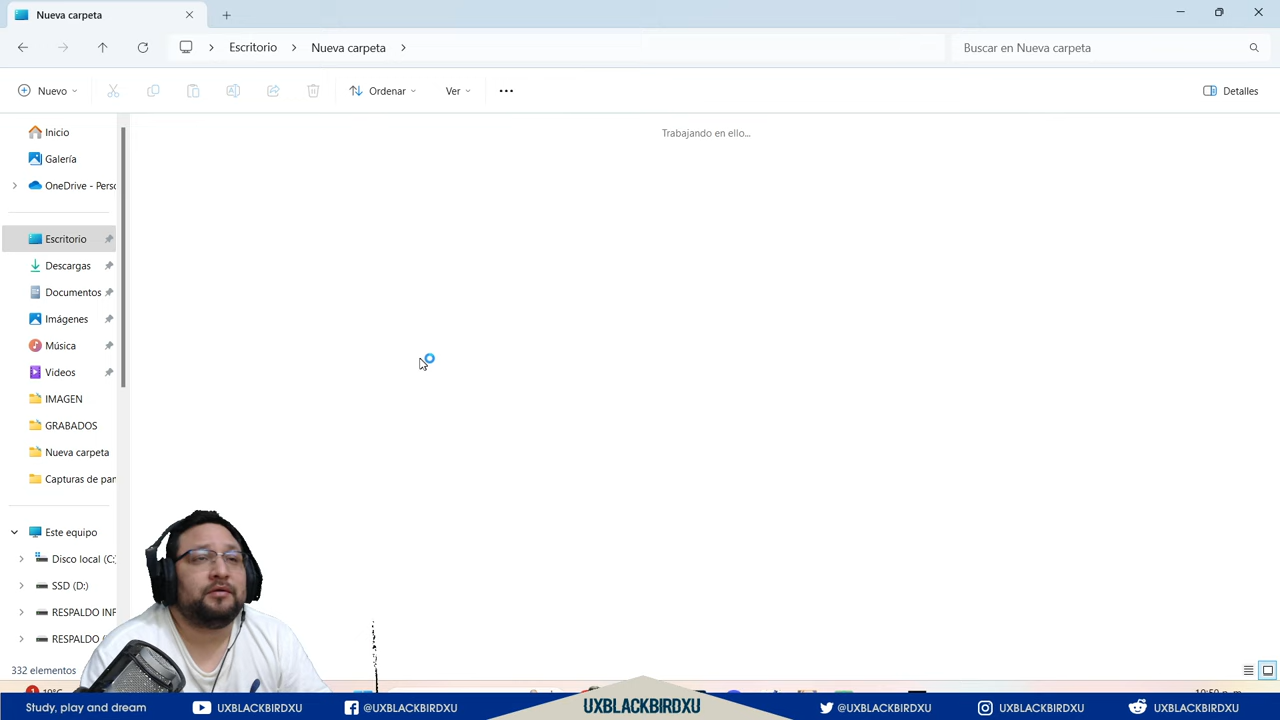 Nueva carpeta
Escritorio > Nueva carpeta >
Buscar en Nueva carpeta
Nuevo
Ordenar
Ver
Detalles
Inicio
Galería
OneDrive - Perso
Escritorio
Descargas
Documentos
Imágenes
Música
Videos
IMAGEN
GRABADOS
Nueva carpeta
Capturas de pan
Este equipo
Disco local (C:
SSD (D:)
RESPALDO INF
RESPALDO
332 elementos
Trabajando en ello...
Study, play and dream
UXBLACKBIRDXU
@UXBLACKBIRDXU
UXBLACKBIRDXU
@UXBLACKBIRDXU
UXBLACKBIRDXU
UXBLACKBIRDXU